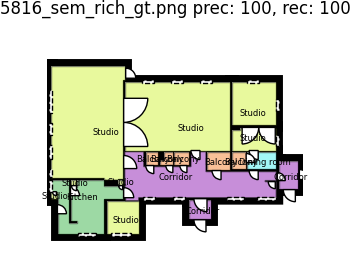 5816_sem_rich_gt.png prec: 100, rec: 100
Studio
Studio
Studio
Studio
Balcony
Balcony
Balcony
Balcony
Dining room
Corridor
Corridor
Studio
Studio
Studio
Kitchen
Corridor
Studio